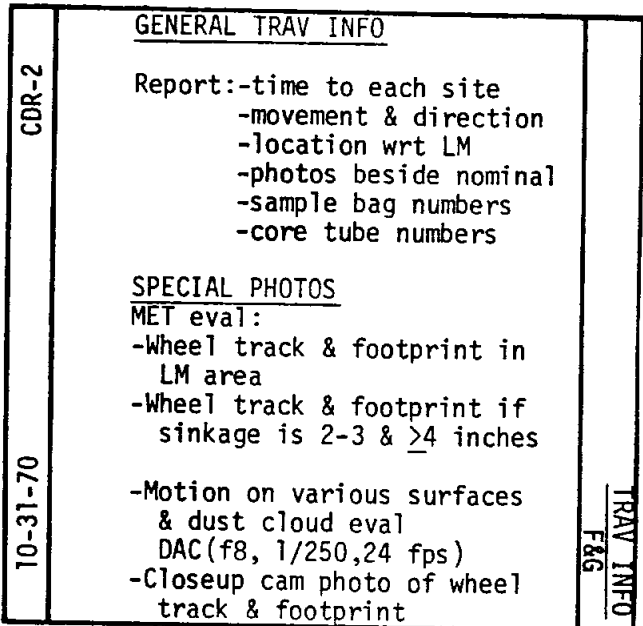 CDR-2
10-31-70
GENERAL TRAV INFO
Report:-time to each site
-movement & direction
-location wrt LM
-photos beside nominal
-sample bag numbers
-core tube numbers
SPECIAL PHOTOS
MET eval:
-Wheel track & footprint in
LM area
-Wheel track & footprint if
sinkage is 2-3 & ≥4 inches
-Motion on various surfaces
& dust cloud eval
DAC(f8, 1/250,24 fps)
-Closeup cam photo of wheel
track & footprint
TRAV INFO
F&G